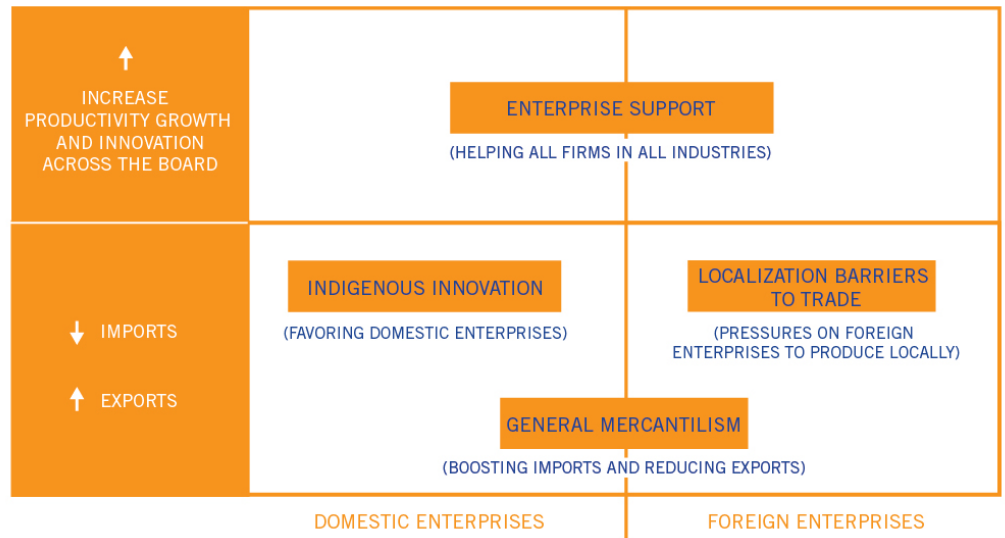 INCREASE
PRODUCTIVITY GROWTH
AND INNOVATION
ACROSS THE BOARD
ENTERPRISE SUPPORT
(HELPING ALL FIRMS IN ALL INDUSTRIES)
IMPORTS
EXPORTS
INDIGENOUS INNOVATION
(FAVORING DOMESTIC ENTERPRISES)
LOCALIZATION BARRIERS
TO TRADE
(PRESSURES ON FOREIGN
ENTERPRISES TO PRODUCE LOCALLY)
GENERAL MERCANTILISM
(BOOSTING IMPORTS AND REDUCING EXPORTS)
DOMESTIC ENTERPRISES
FOREIGN ENTERPRISES